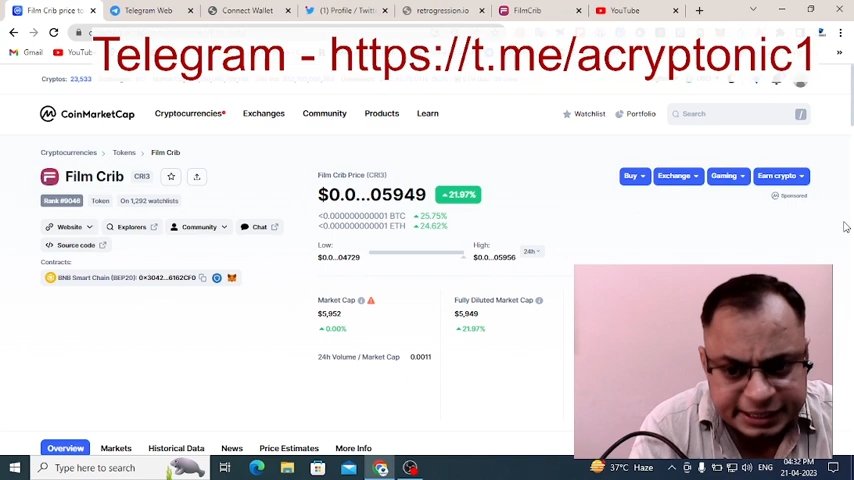 Film Crib price to
Telegram Web
Connect Wallet
(1) Profile / Twitt
retrogression.io
FilmCrib
YouTube
Gmail
YouTu
Telegram - https://t.me/acryptonic1
Cryptos: 23,533
CoinMarketCap
Cryptocurrencies
Exchanges
Community
Products
Learn
Watchlist
Portfolio
Search
/
Cryptocurrencies
Tokens
Film Crib
Film Crib Price (CRI3)
Film Crib
CRI3
$0.0...05949
21.97%
Buy
Exchange
Gaming
Earn crypto
Sponsored
Rank #9046
Token
On 1,292 watchlists
<0.000000000001 BTC
25.75%
<0.000000000001 ETH
24.62%
Website
Explorers
Community
Chat
Source code
Low:
$0.0...04729
High:
$0.0...05956
24h
Contracts:
BNB Smart Chain (BEP20): 0x3042...6162CF0
Market Cap
$5,952
0.00%
Fully Diluted Market Cap
$5,949
21.97%
24h Volume / Market Cap
0.0011
Overview
Markets
Historical Data
News
Price Estimates
More Info
Type here to search
37°C Haze
ENG
04:32 PM
21-04-2023